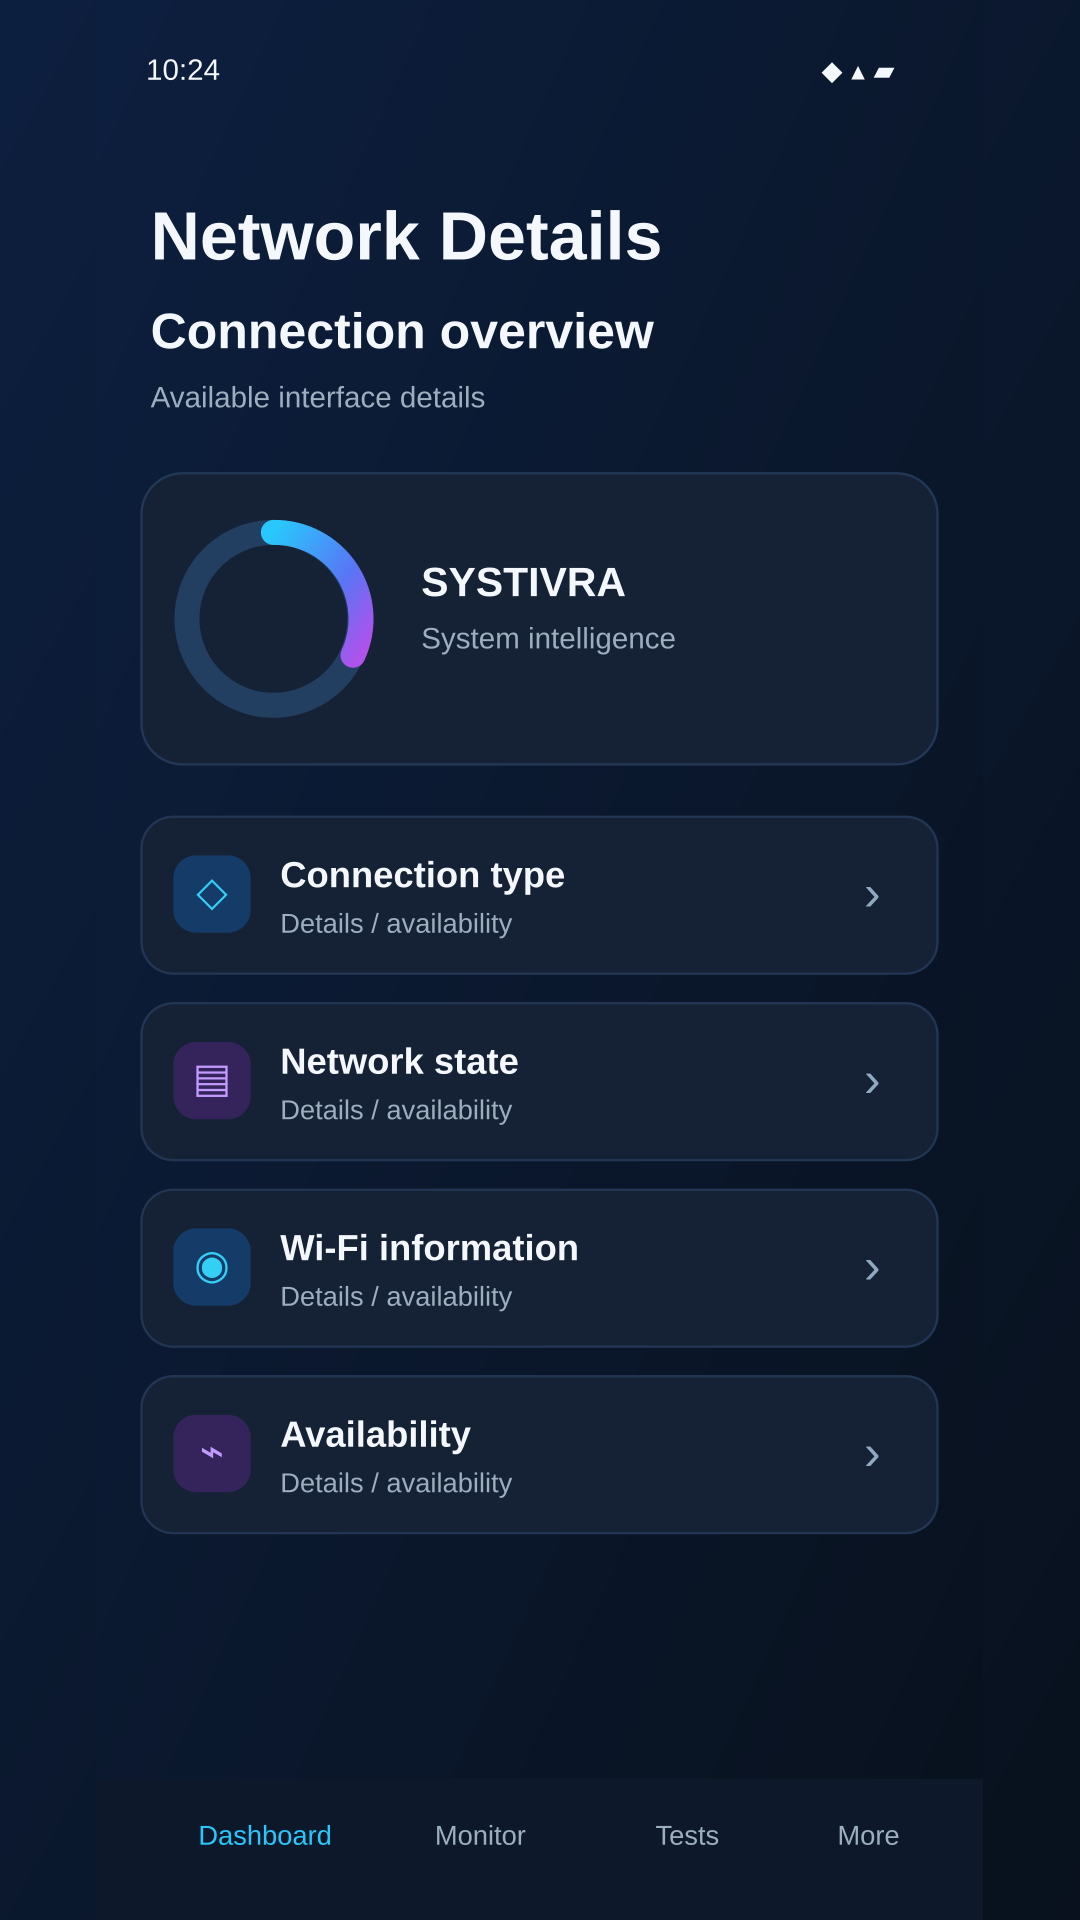 10:24
Network Details
Connection overview
Available interface details
SYSTIVRA
System intelligence
Connection type
Details / availability
Network state
Details / availability
Wi-Fi information
Details / availability
Availability
Details / availability
Dashboard Monitor Tests More